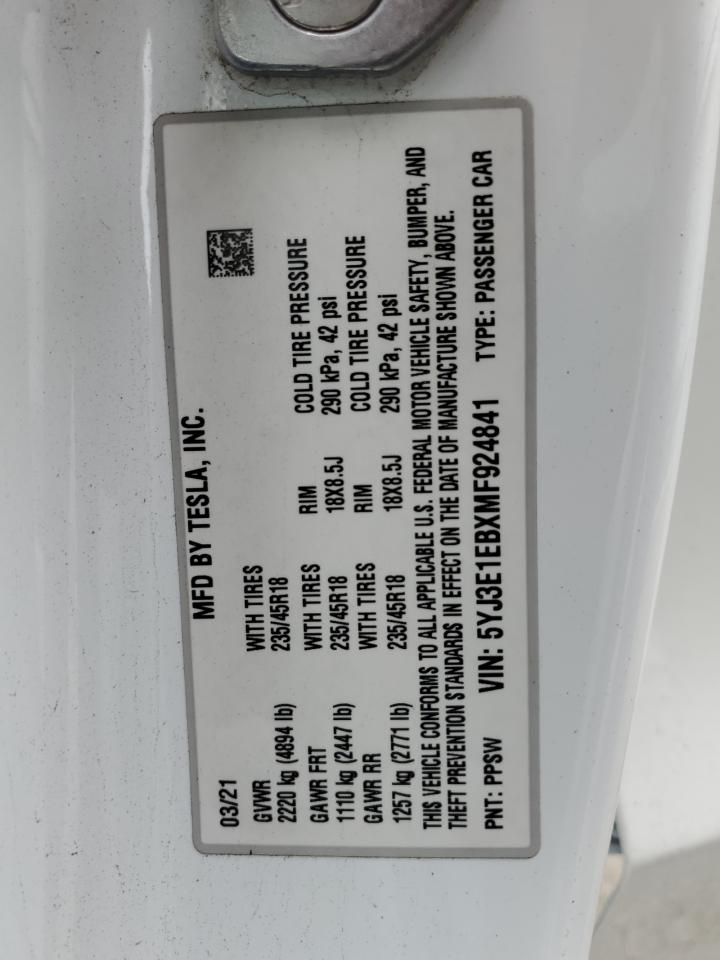 MFD BY TESLA, INC.
03/21
GVWR WITH TIRES
2220 kg (4894 lb) 235/45R18
GAWR FRT WITH TIRES RIM COLD TIRE PRESSURE
1110 kg (2447 lb) 235/45R18 18X8.5J 290 kPa, 42 psi
GAWR RR WITH TIRES RIM COLD TIRE PRESSURE
1257 kg (2771 lb) 235/45R18 18X8.5J 290 kPa, 42 psi
THIS VEHICLE CONFORMS TO ALL APPLICABLE U.S. FEDERAL MOTOR VEHICLE SAFETY, BUMPER, AND
THEFT PREVENTION STANDARDS IN EFFECT ON THE DATE OF MANUFACTURE SHOWN ABOVE.
PNT: PPSW VIN: 5YJ3E1EBXMF924841 TYPE: PASSENGER CAR